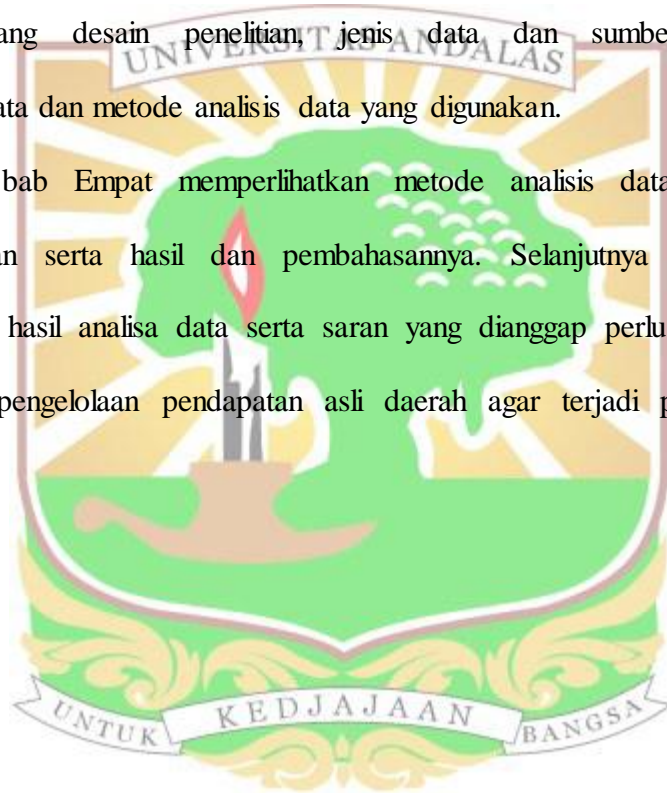 ang desain penelitian, jenis data dan sumbe
UNIVERSITAS ANDALAS
ata dan metode analisis data yang digunakan.
bab Empat memperlihatkan metode analisis data
n serta hasil dan pembahasannya. Selanjutnya
hasil analisa data serta saran yang dianggap perlu
pengelolaan pendapatan asli daerah agar terjadi p
UNTUK KEDJAJAAN BANGSA